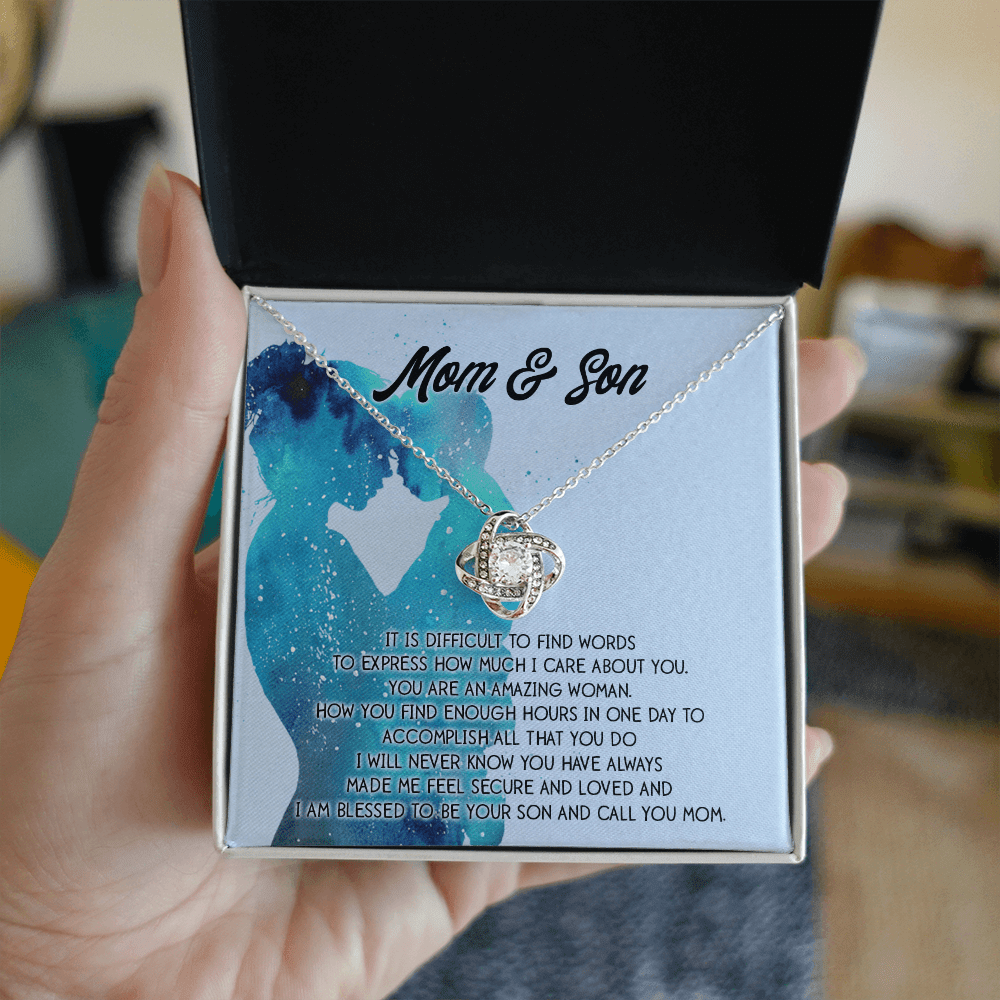 Mom & Son
IT IS DIFFICULT TO FIND WORDS
TO EXPRESS HOW MUCH I CARE ABOUT YOU.
YOU ARE AN AMAZING WOMAN.
HOW YOU FIND ENOUGH HOURS IN ONE DAY TO
ACCOMPLISH ALL THAT YOU DO
I WILL NEVER KNOW YOU HAVE ALWAYS
MADE ME FEEL SECURE AND LOVED AND
I AM BLESSED TO BE YOUR SON AND CALL YOU MOM.